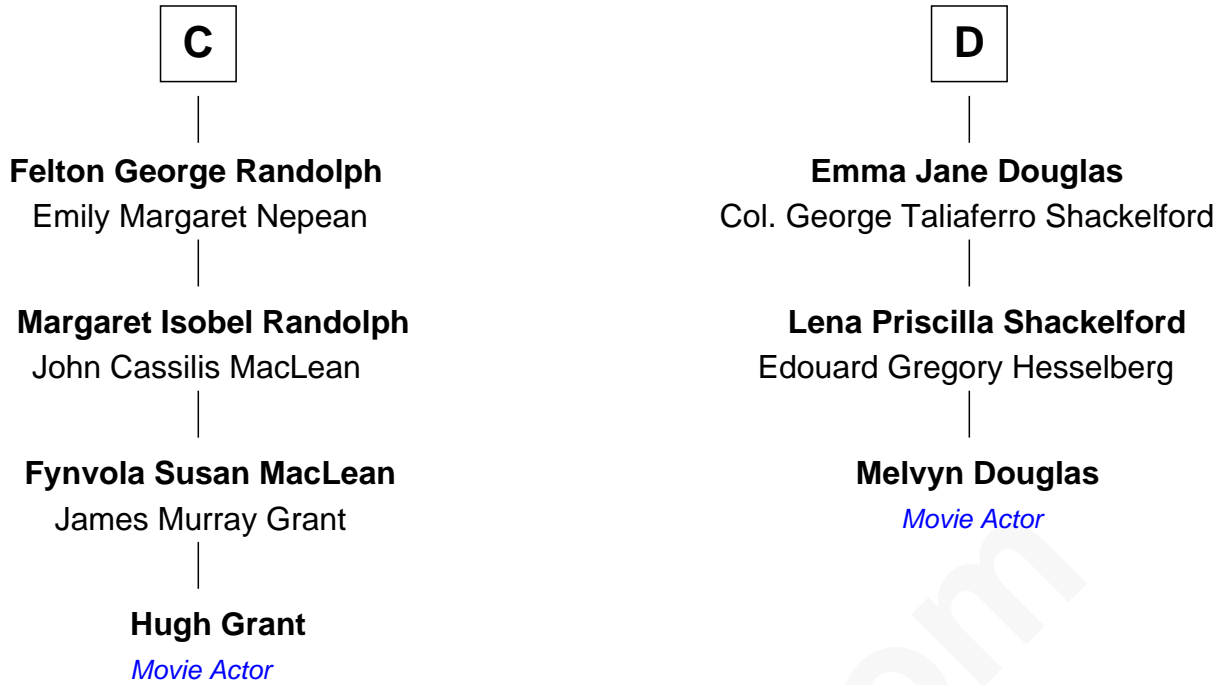 C
Felton George Randolph
Emily Margaret Nepean
Margaret Isobel Randolph
John Cassilis MacLean
Fynvola Susan MacLean
James Murray Grant
Hugh Grant
Movie Actor
D
Emma Jane Douglas
Col. George Taliaferro Shackelford
Lena Priscilla Shackelford
Edouard Gregory Hesselberg
Melvyn Douglas
Movie Actor
om